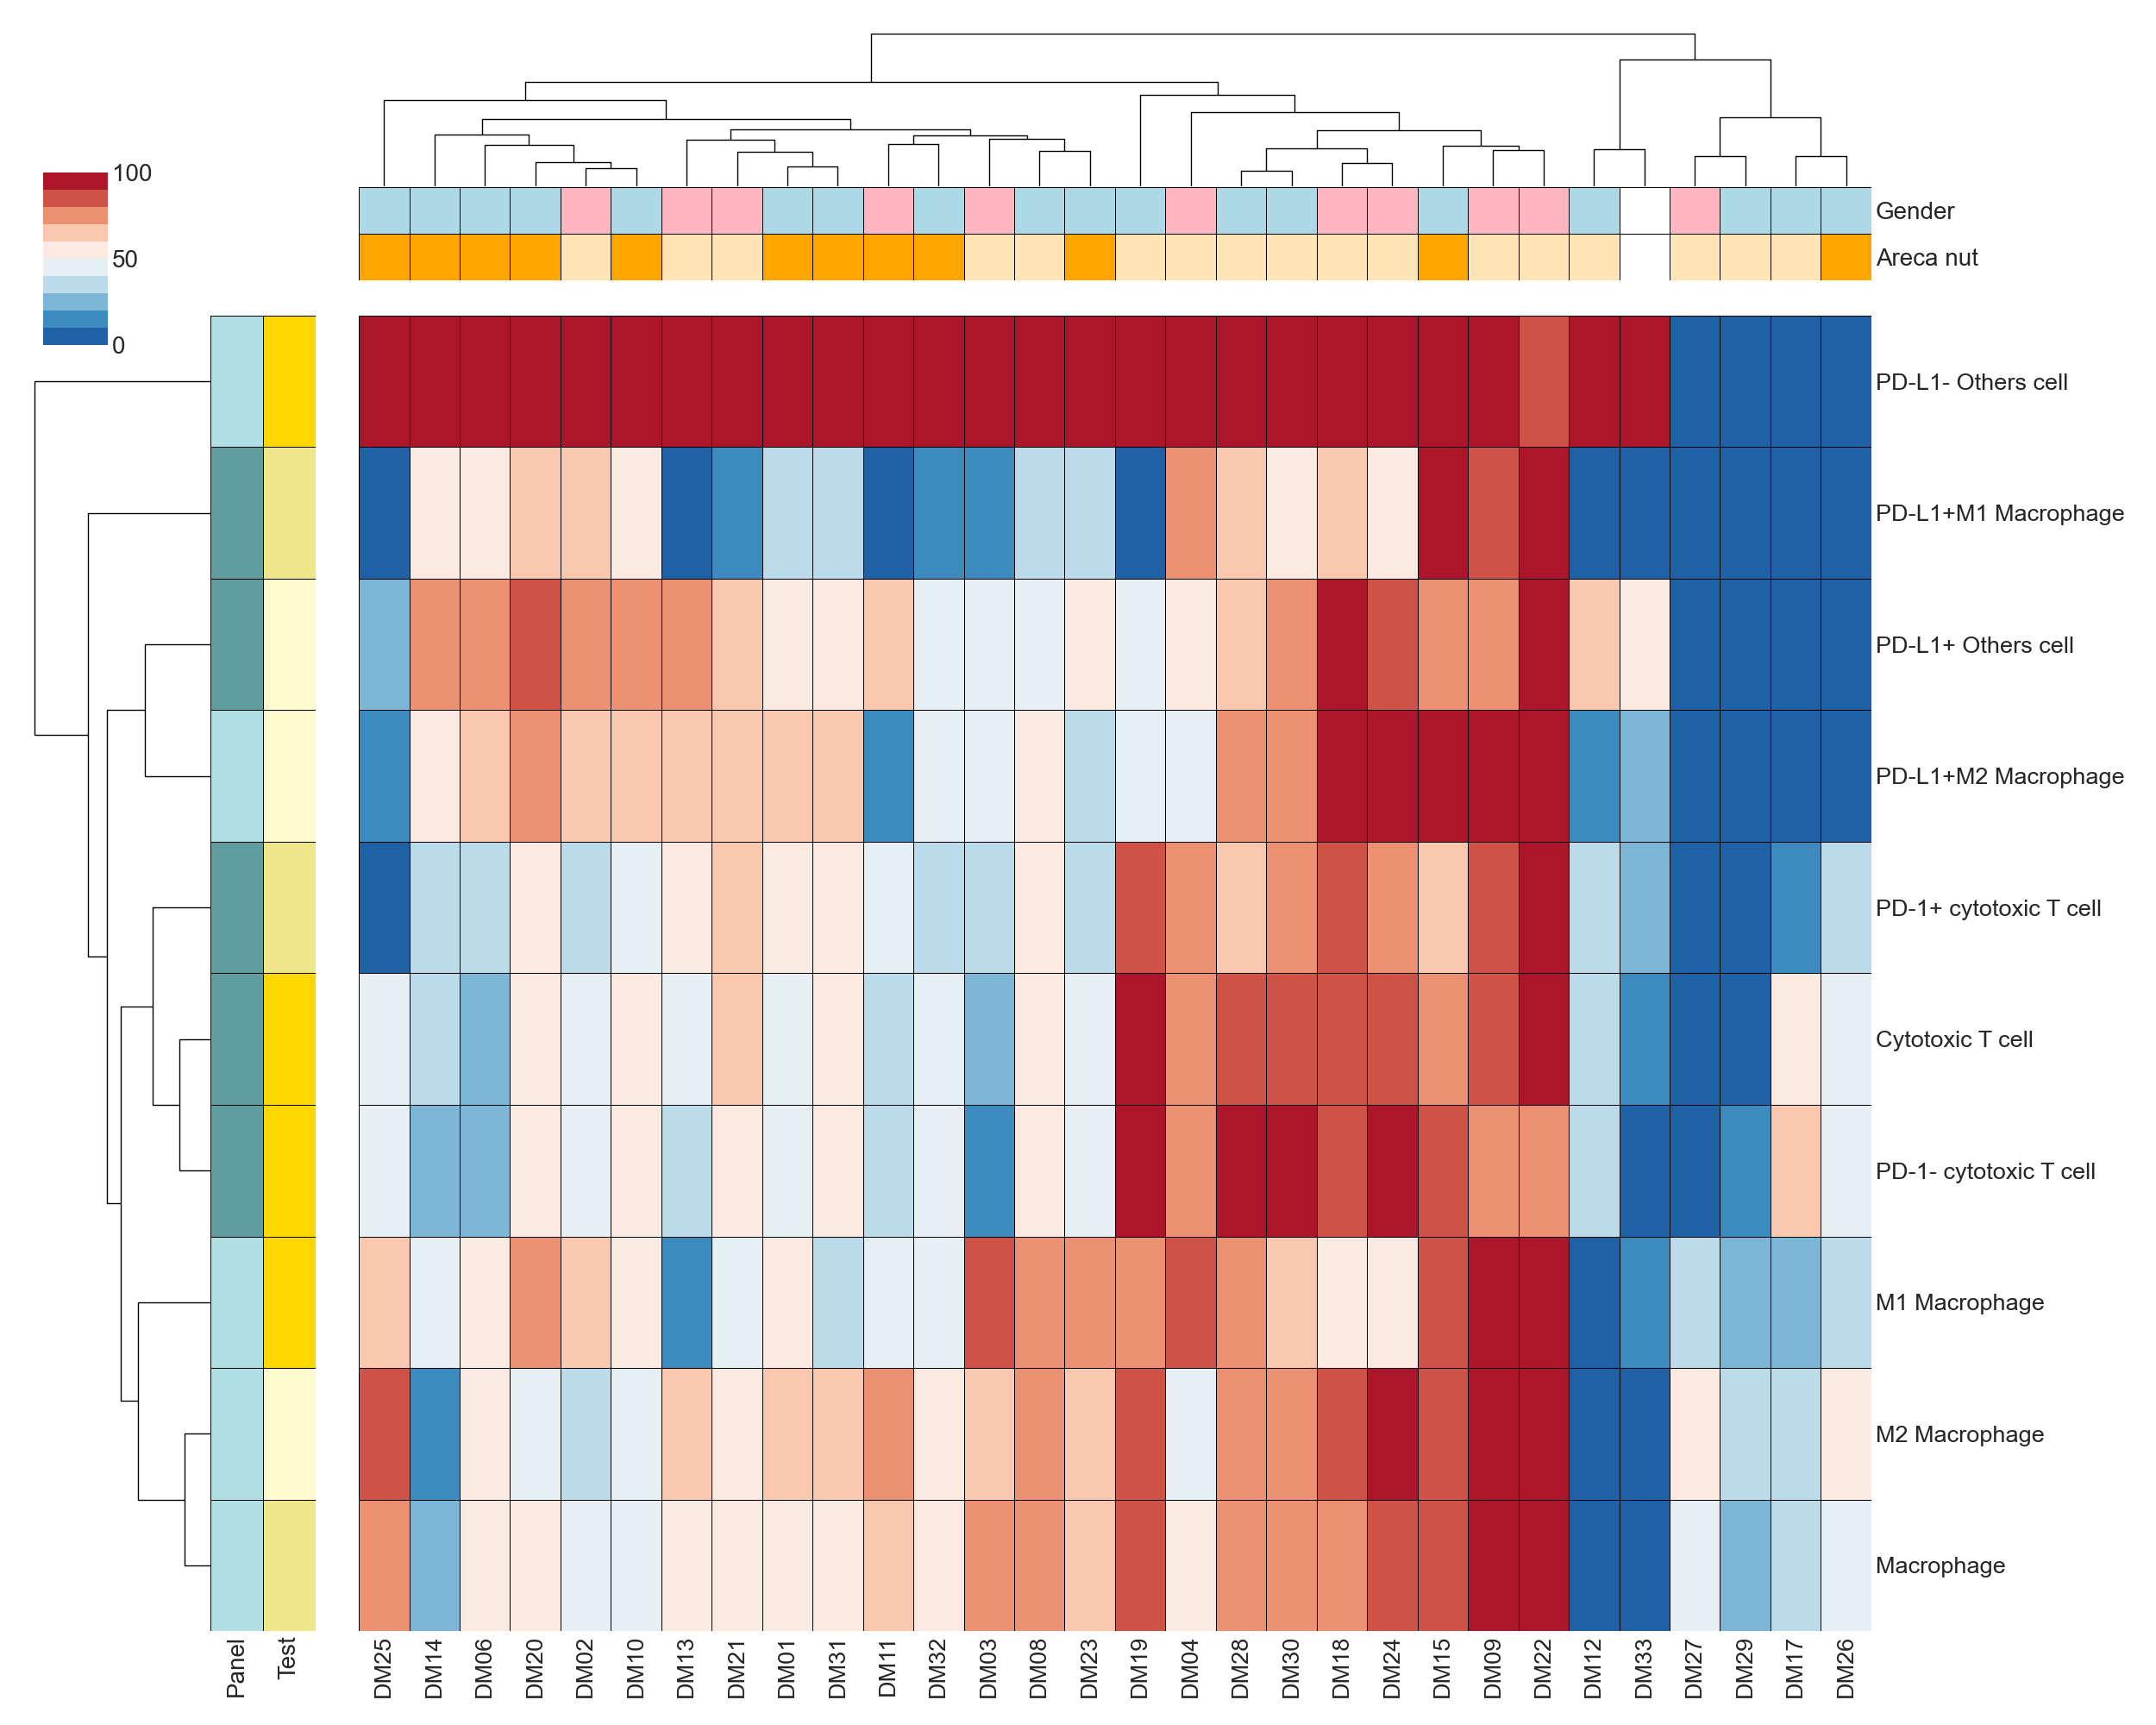 100
50
0
Gender
Areca nut
PD-L1- Others cell
PD-L1+M1 Macrophage
PD-L1+ Others cell
PD-L1+M2 Macrophage
PD-1+ cytotoxic T cell
Cytotoxic T cell
PD-1- cytotoxic T cell
M1 Macrophage
M2 Macrophage
Macrophage
Panel
Test
DM25
DM14
DM06
DM20
DM02
DM10
DM13
DM21
DM01
DM31
DM11
DM32
DM03
DM08
DM23
DM19
DM04
DM28
DM30
DM18
DM24
DM15
DM09
DM22
DM12
DM33
DM27
DM29
DM17
DM26